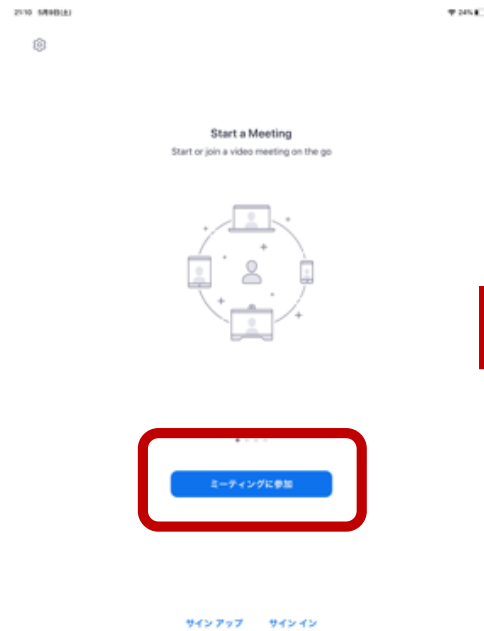 21:10 5月9日(土)
24%
Start a Meeting
Start or join a video meeting on the go
ミーティングに参加
サインアップ サインイン